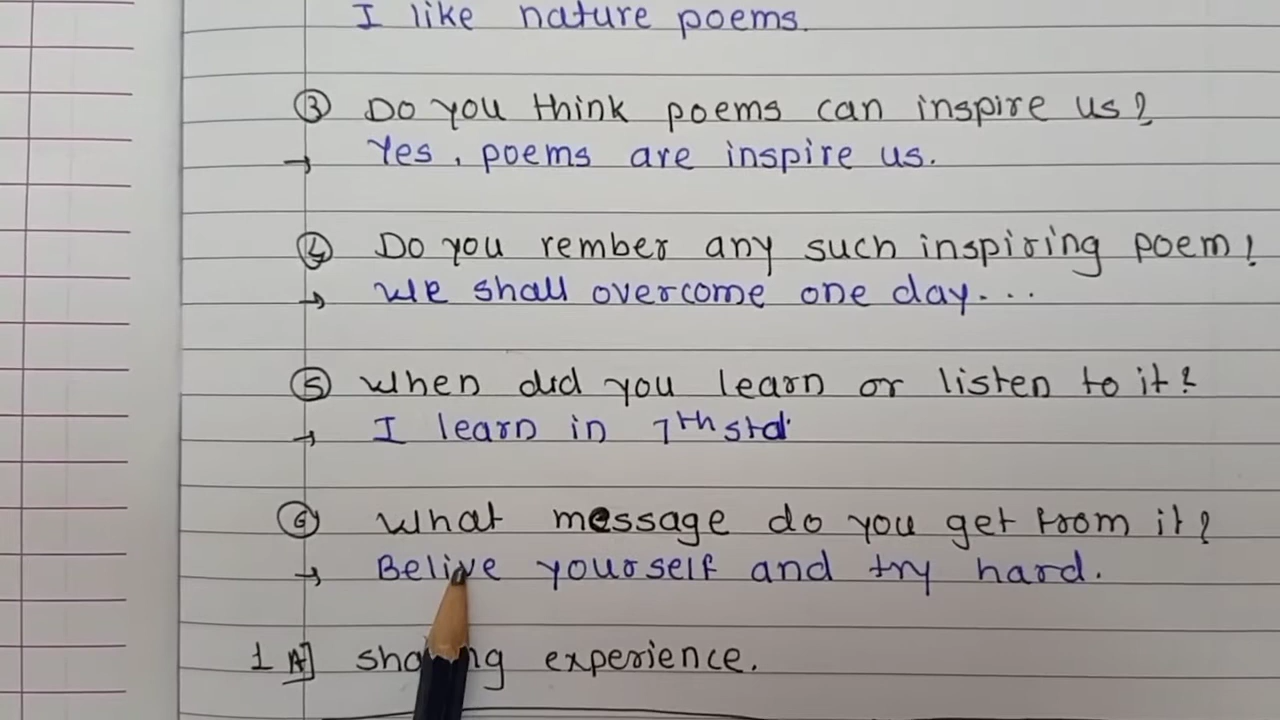 I like nature poems.
③ Do you think poems can inspire us?
→ Yes, poems are inspire us.
④ Do you rember any such inspiring poem?
→ We shall overcome one day...
⑤ When did you learn or listen to it?
→ I learn in 7th std.
⑥ What message do you get from it?
→ Belive yourself and try hard.
1 A] sharing experience.